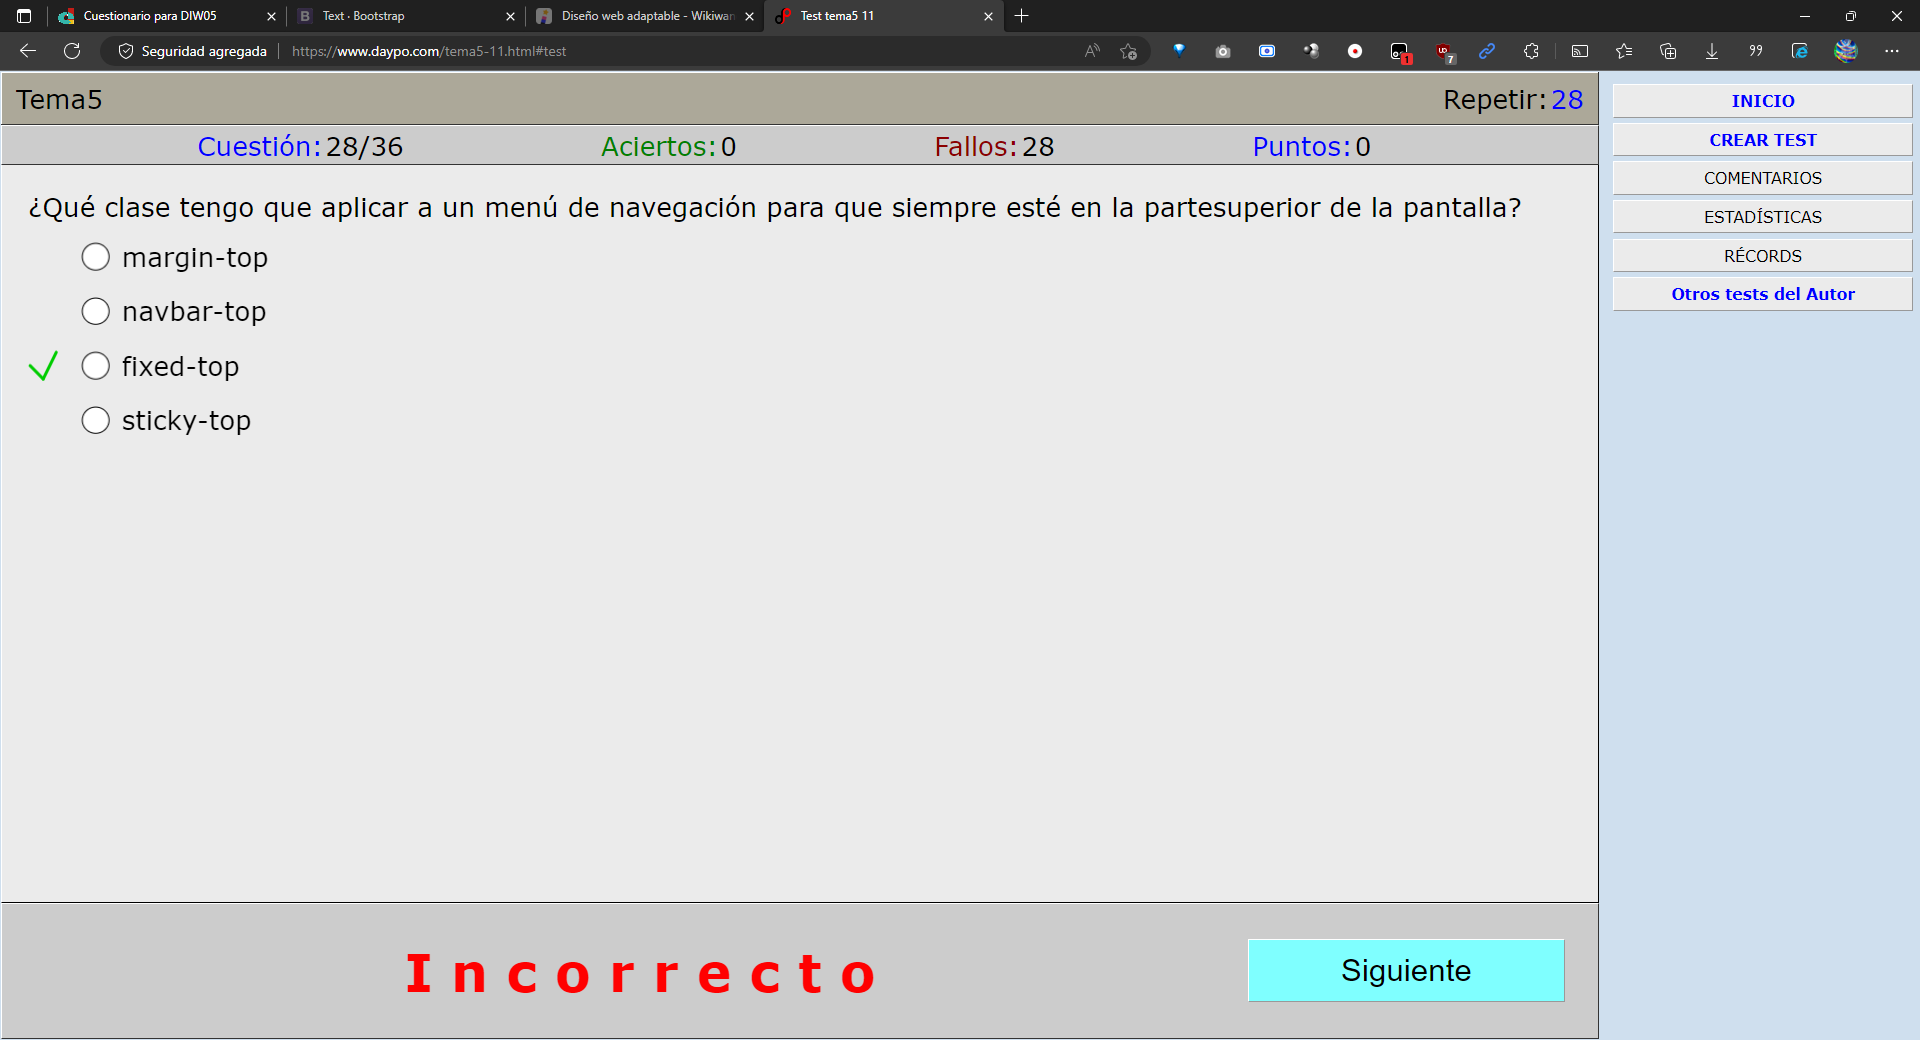 Cuestionario para DIW05
Text · Bootstrap
Diseño web adaptable - Wikiwan
Test tema5 11
Seguridad agregada
https://www.daypo.com/tema5-11.html#test
1
7
Tema5
Repetir:28
Cuestión:28/36
Aciertos:0
Fallos:28
Puntos:0
¿Qué clase tengo que aplicar a un menú de navegación para que siempre esté en la partesuperior de la pantalla?
margin-top
navbar-top
fixed-top
sticky-top
Incorrecto
Siguiente
INICIO
CREAR TEST
COMENTARIOS
ESTADÍSTICAS
RÉCORDS
Otros tests del Autor